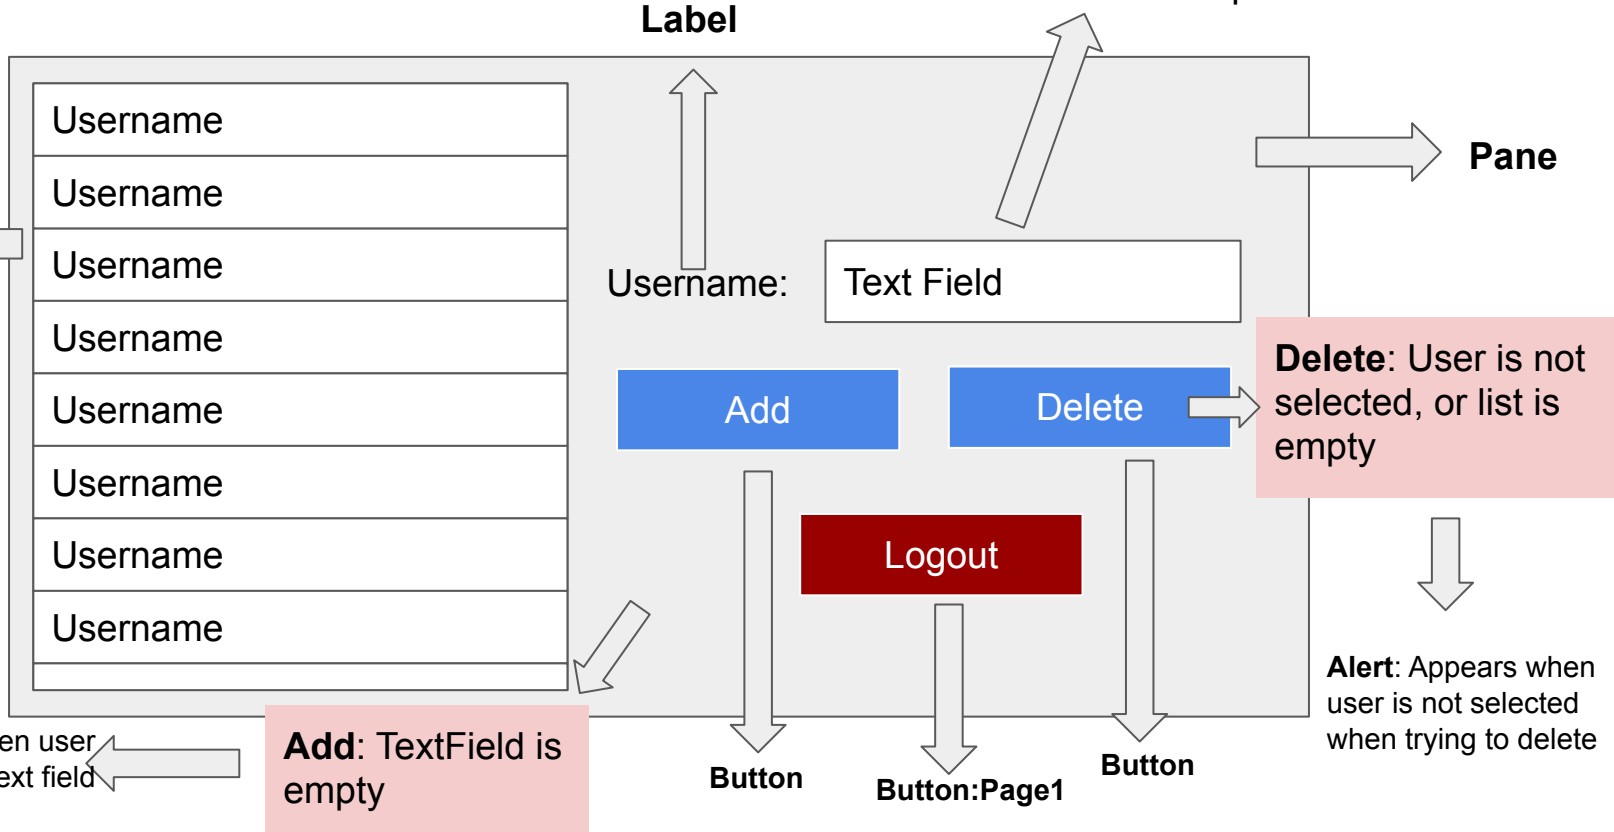 Label
Username
Username
Username
Username
Username
Username
Username
Username
Username:
Text Field
Pane
Add
Delete
Logout
Delete: User is not
selected, or list is
empty
Alert: Appears when
user is not selected
when trying to delete
user
text field
Add: TextField is
empty
Button
Button:Page1
Button